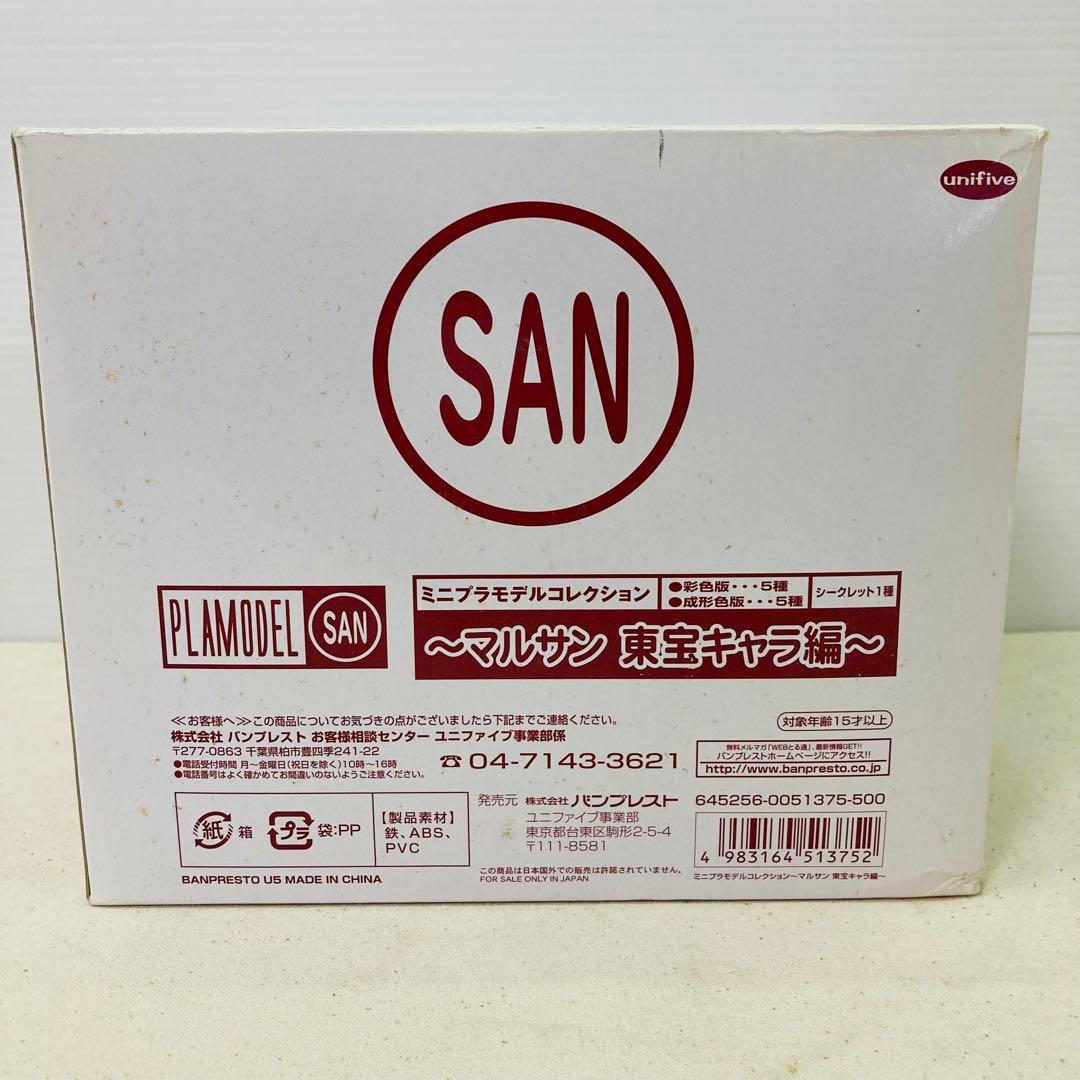 unifive
SAN
PLAMODEL SAN
ミニプラモデルコレクション
●彩色版・・・5種
●成形色版・・・5種
シークレット1種
～マルサン 東宝キャラ編～
≪お客様へ≫この商品についてお気づきの点がございましたら下記までご連絡ください。
株式会社 バンプレスト お客様相談センター ユニファイブ事業部係
〒277-0863 千葉県柏市豊四季241-22
●電話受付時間 月～金曜日(祝日を除く)10時～16時
●電話番号はよく確かめてお間違いのないようご注意ください。
☎ 04-7143-3621
対象年齢15才以上
無料メルマガ「WEBとる通」、最新情報GET!!
バンプレストホームページにアクセス!!
http://www.banpresto.co.jp
紙 箱
プラ 袋:PP
【製品素材】
鉄、ABS、
PVC
BANPRESTO U5 MADE IN CHINA
発売元 株式会社 バンプレスト
ユニファイブ事業部
東京都台東区駒形2-5-4
〒111-8581
この商品は日本国外での販売は許諾されていません。
FOR SALE ONLY IN JAPAN
645256-0051375-500
4 983164 513752
ミニプラモデルコレクション～マルサン 東宝キャラ編～